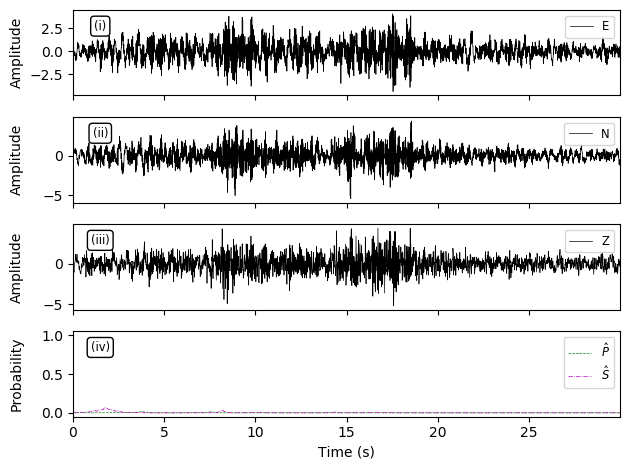 (i)
E
Amplitude
2.5
0.0
−2.5
(ii)
N
Amplitude
0
−5
(iii)
Z
Amplitude
0
−5
(iv)
P̂
Ŝ
Probability
1.0
0.5
0.0
0 5 10 15 20 25
Time (s)